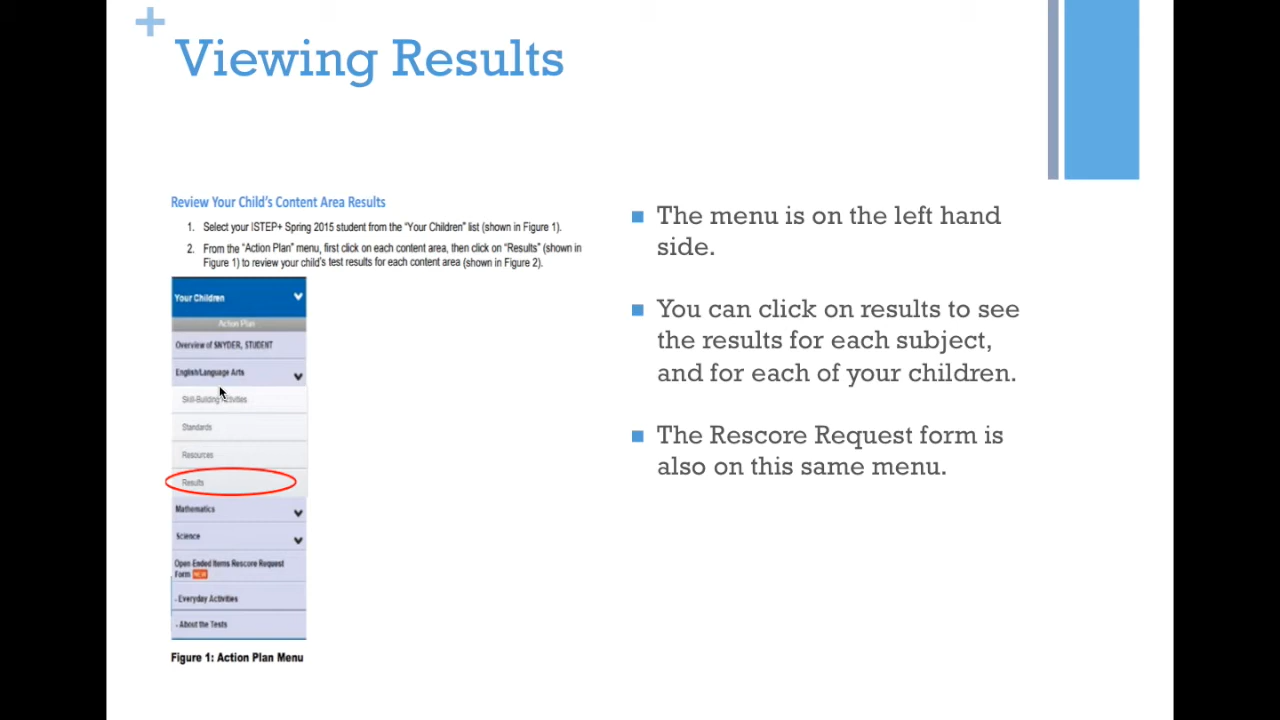 +
Viewing Results
Review Your Child's Content Area Results
1. Select your ISTEP+ Spring 2015 student from the "Your Children" list (shown in Figure 1).
2. From the "Action Plan" menu, first click on each content area, then click on "Results" (shown in
Figure 1) to review your child's test results for each content area (shown in Figure 2).
Your Children
Action Plan
Overview of SNYDER, STUDENT
English/Language Arts
Skill-Building Activities
Standards
Resources
Results
Mathematics
Science
Open Ended Items Rescore Request
Form NEW
- Everyday Activities
- About the Tests
Figure 1: Action Plan Menu
The menu is on the left hand
side.
You can click on results to see
the results for each subject,
and for each of your children.
The Rescore Request form is
also on this same menu.